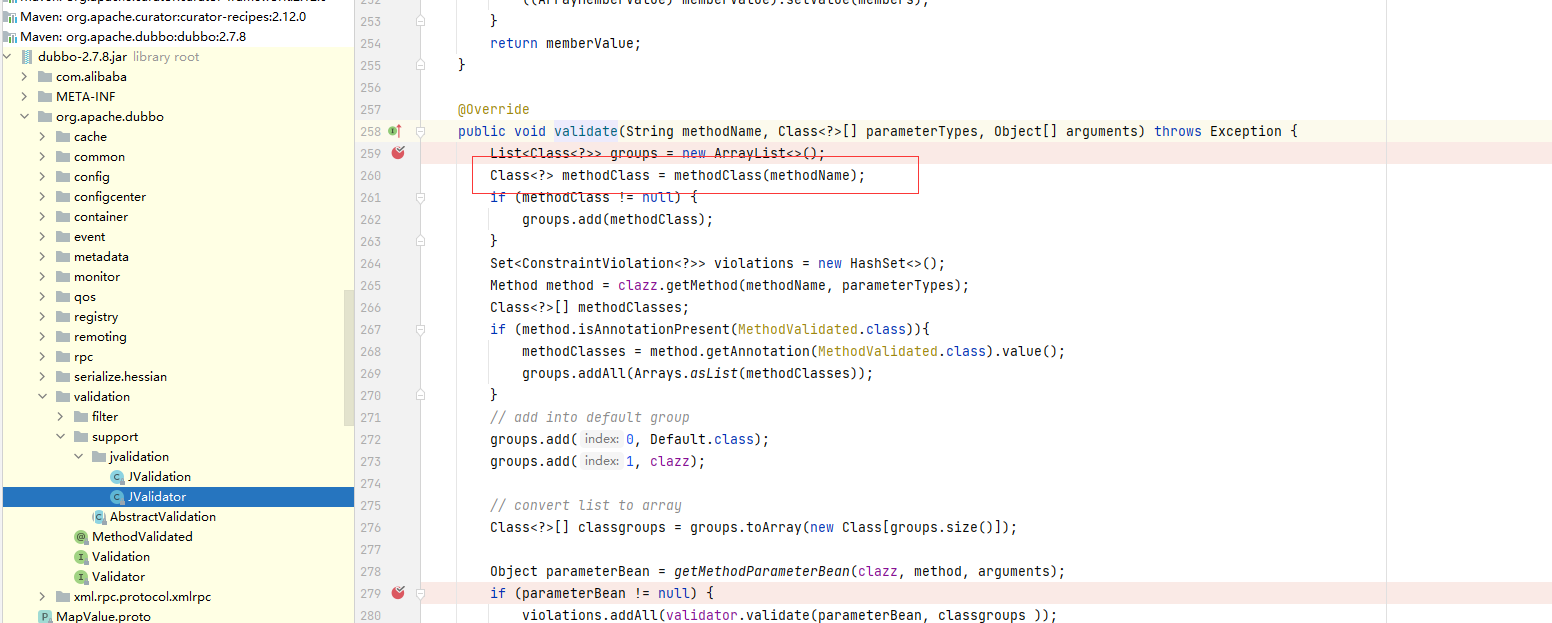 Maven: org.apache.curator:curator-recipes:2.12.0
Maven: org.apache.dubbo:dubbo:2.7.8
dubbo-2.7.8.jar library root
com.alibaba
META-INF
org.apache.dubbo
cache
common
config
configcenter
container
event
metadata
monitor
qos
registry
remoting
rpc
serialize.hessian
validation
filter
support
jvalidation
JValidation
JValidator
AbstractValidation
MethodValidated
Validation
Validator
xml.rpc.protocol.xmlrpc
MapValue.proto
252 ((ArrayMemberValue) memberValue).setValue(members);
253 }
254 return memberValue;
255 }
256
257 @Override
258 public void validate(String methodName, Class<?>[] parameterTypes, Object[] arguments) throws Exception {
259 List<Class<?>> groups = new ArrayList<>();
260 Class<?> methodClass = methodClass(methodName);
261 if (methodClass != null) {
262 groups.add(methodClass);
263 }
264 Set<ConstraintViolation<?>> violations = new HashSet<>();
265 Method method = clazz.getMethod(methodName, parameterTypes);
266 Class<?>[] methodClasses;
267 if (method.isAnnotationPresent(MethodValidated.class)){
268 methodClasses = method.getAnnotation(MethodValidated.class).value();
269 groups.addAll(Arrays.asList(methodClasses));
270 }
271 // add into default group
272 groups.add( index: 0, Default.class);
273 groups.add( index: 1, clazz);
274
275 // convert list to array
276 Class<?>[] classgroups = groups.toArray(new Class[groups.size()]);
277
278 Object parameterBean = getMethodParameterBean(clazz, method, arguments);
279 if (parameterBean != null) {
280 violations.addAll(validator.validate(parameterBean, classgroups ));